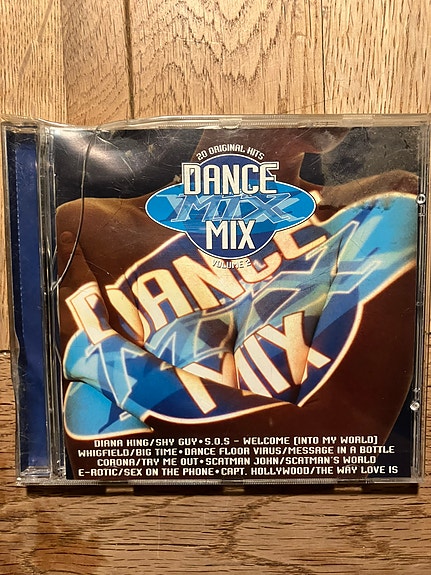 20 ORIGINAL HITS
DANCE
MIX
MIX
VOLUME 2
DANCE
MIX
MIX
DIANA KING/SHY GUY • S.O.S - WELCOME (INTO MY WORLD)
WHIGFIELD/BIG TIME • DANCE FLOOR VIRUS/MESSAGE IN A BOTTLE
CORONA/TRY ME OUT • SCATMAN JOHN/SCATMAN'S WORLD
E-ROTIC/SEX ON THE PHONE • CAPT. HOLLYWOOD/THE WAY LOVE IS